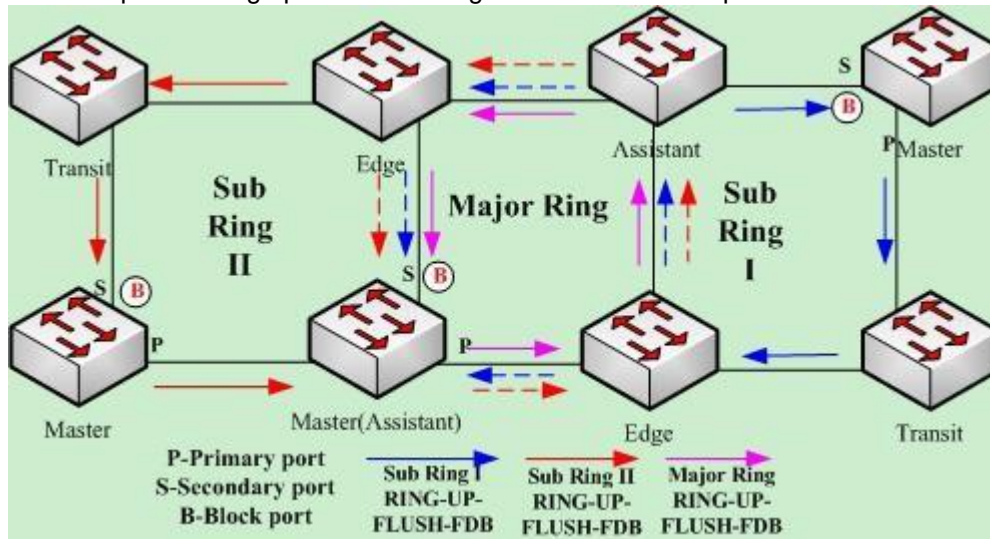 S
P
Transit
Edge
Assistant
Master
Sub
Ring
II
Major Ring
Sub
Ring
I
B
S
B
S
B
P
P
Master
Master(Assistant)
Edge
Transit
P-Primary port
S-Secondary port
B-Block port
Sub Ring I
RING-UP-
FLUSH-FDB
Sub Ring II
RING-UP-
FLUSH-FDB
Major Ring
RING-UP-
FLUSH-FDB